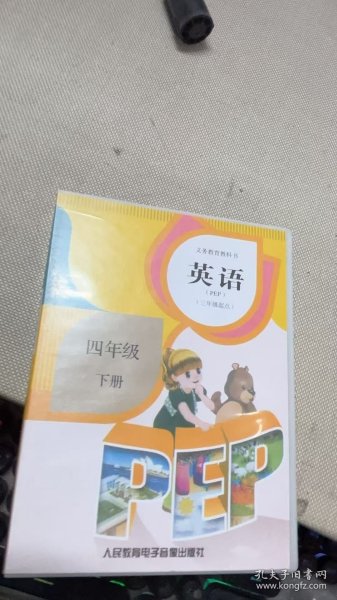 义务教育教科书
英语
（PEP）
（三年级起点）
四年级
下册
PEP
人民教育电子音像出版社
孔夫子旧书网
www.kongfz.com